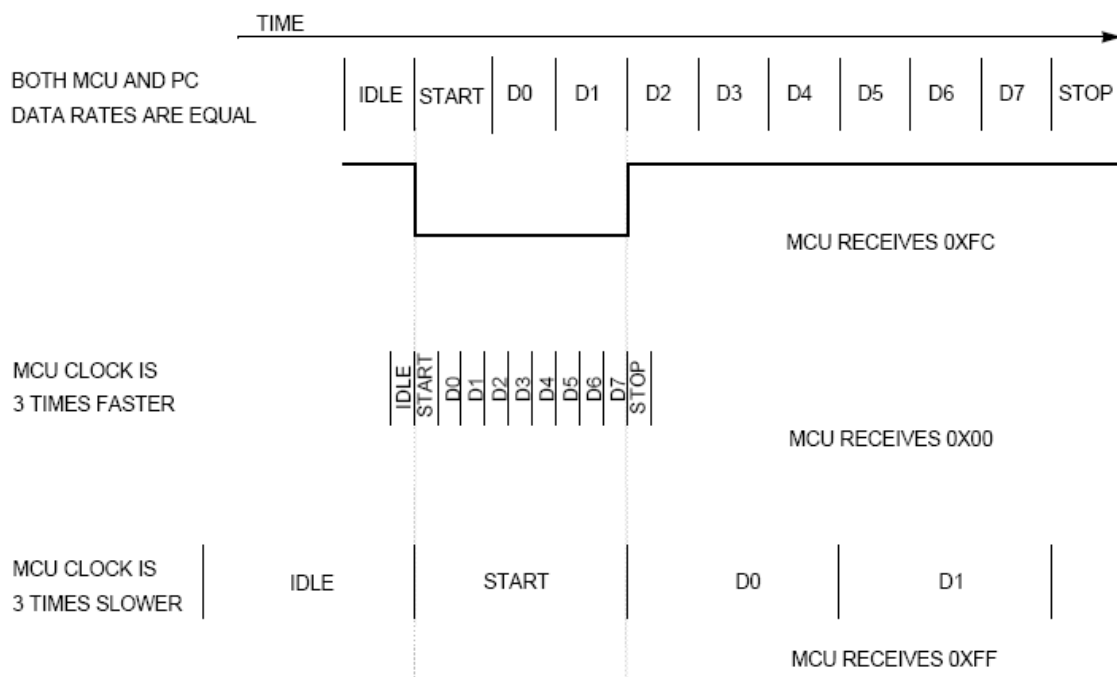 TIME
BOTH MCU AND PC
DATA RATES ARE EQUAL
IDLE START D0 D1 D2 D3 D4 D5 D6 D7 STOP
MCU RECEIVES 0XFC
MCU CLOCK IS
3 TIMES FASTER
IDLE START D0 D1 D2 D3 D4 D5 D6 D7 STOP
MCU RECEIVES 0X00
MCU CLOCK IS
3 TIMES SLOWER
IDLE START D0 D1
MCU RECEIVES 0XFF